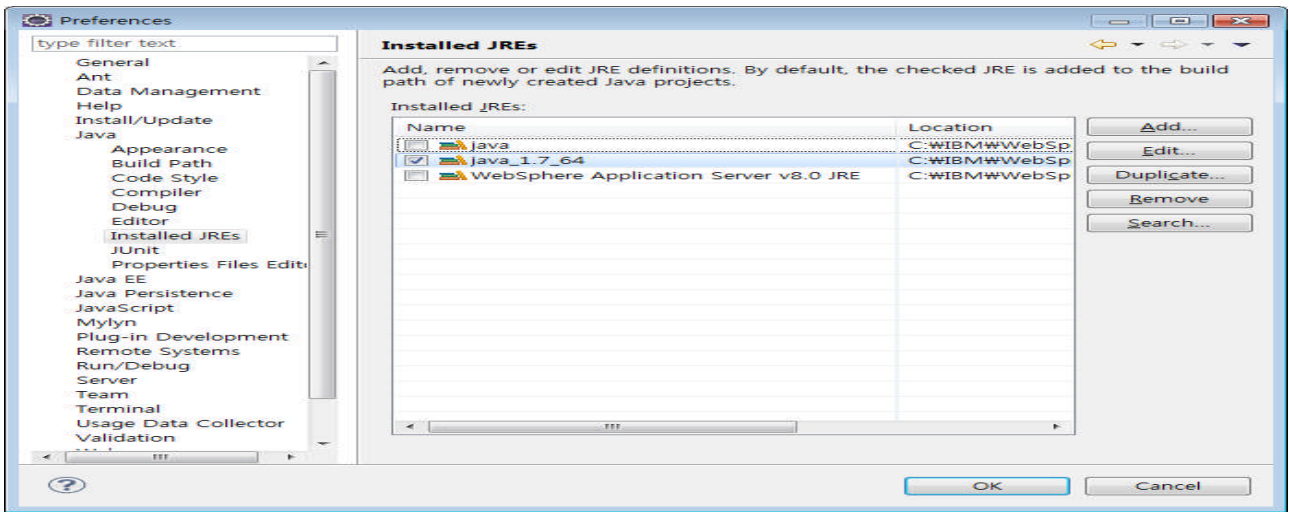 Preferences
type filter text
General
Ant
Data Management
Help
Install/Update
Java
Appearance
Build Path
Code Style
Compiler
Debug
Editor
Installed JREs
JUnit
Properties Files Edit
Java EE
Java Persistence
JavaScript
Mylyn
Plug-in Development
Remote Systems
Run/Debug
Server
Team
Terminal
Usage Data Collector
Validation
Installed JREs
Add, remove or edit JRE definitions. By default, the checked JRE is added to the build
path of newly created Java projects.
Installed JREs:
Name Location
java C:₩IBM₩WebSp
java_1.7_64 C:₩IBM₩WebSp
WebSphere Application Server v8.0 JRE C:₩IBM₩WebSp
Add...
Edit...
Duplicate...
Remove
Search...
OK Cancel